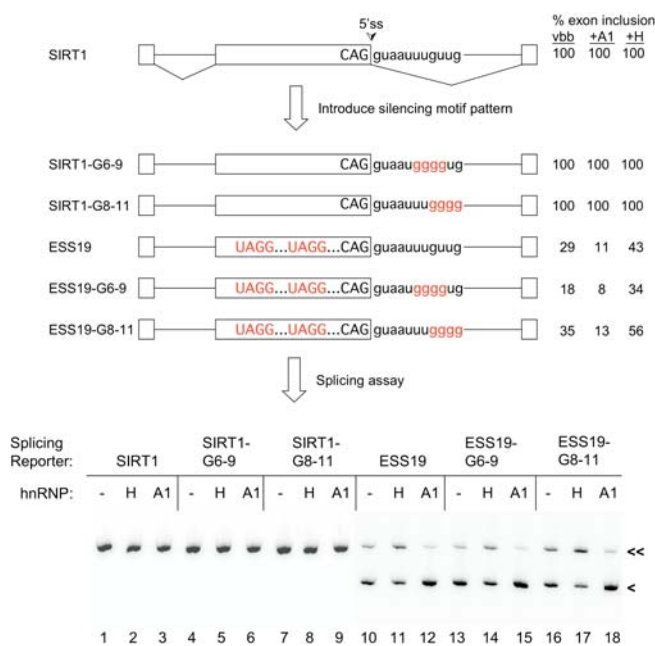 5'ss
% exon inclusion
vbb +A1 +H
SIRT1 CAG guaauuuguug 100 100 100
Introduce silencing motif pattern
SIRT1-G6-9 CAG guaauggggug 100 100 100
SIRT1-G8-11 CAG guaauuugggg 100 100 100
ESS19 UAGG...UAGG...CAG guaauuuguug 29 11 43
ESS19-G6-9 UAGG...UAGG...CAG guaauggggug 18 8 34
ESS19-G8-11 UAGG...UAGG...CAG guaauuugggg 35 13 56
Splicing assay
Splicing Reporter: SIRT1 SIRT1-G6-9 SIRT1-G8-11 ESS19 ESS19-G6-9 ESS19-G8-11
hnRNP: - H A1 - H A1 - H A1 - H A1 - H A1 - H A1
<<
<
1 2 3 4 5 6 7 8 9 10 11 12 13 14 15 16 17 18